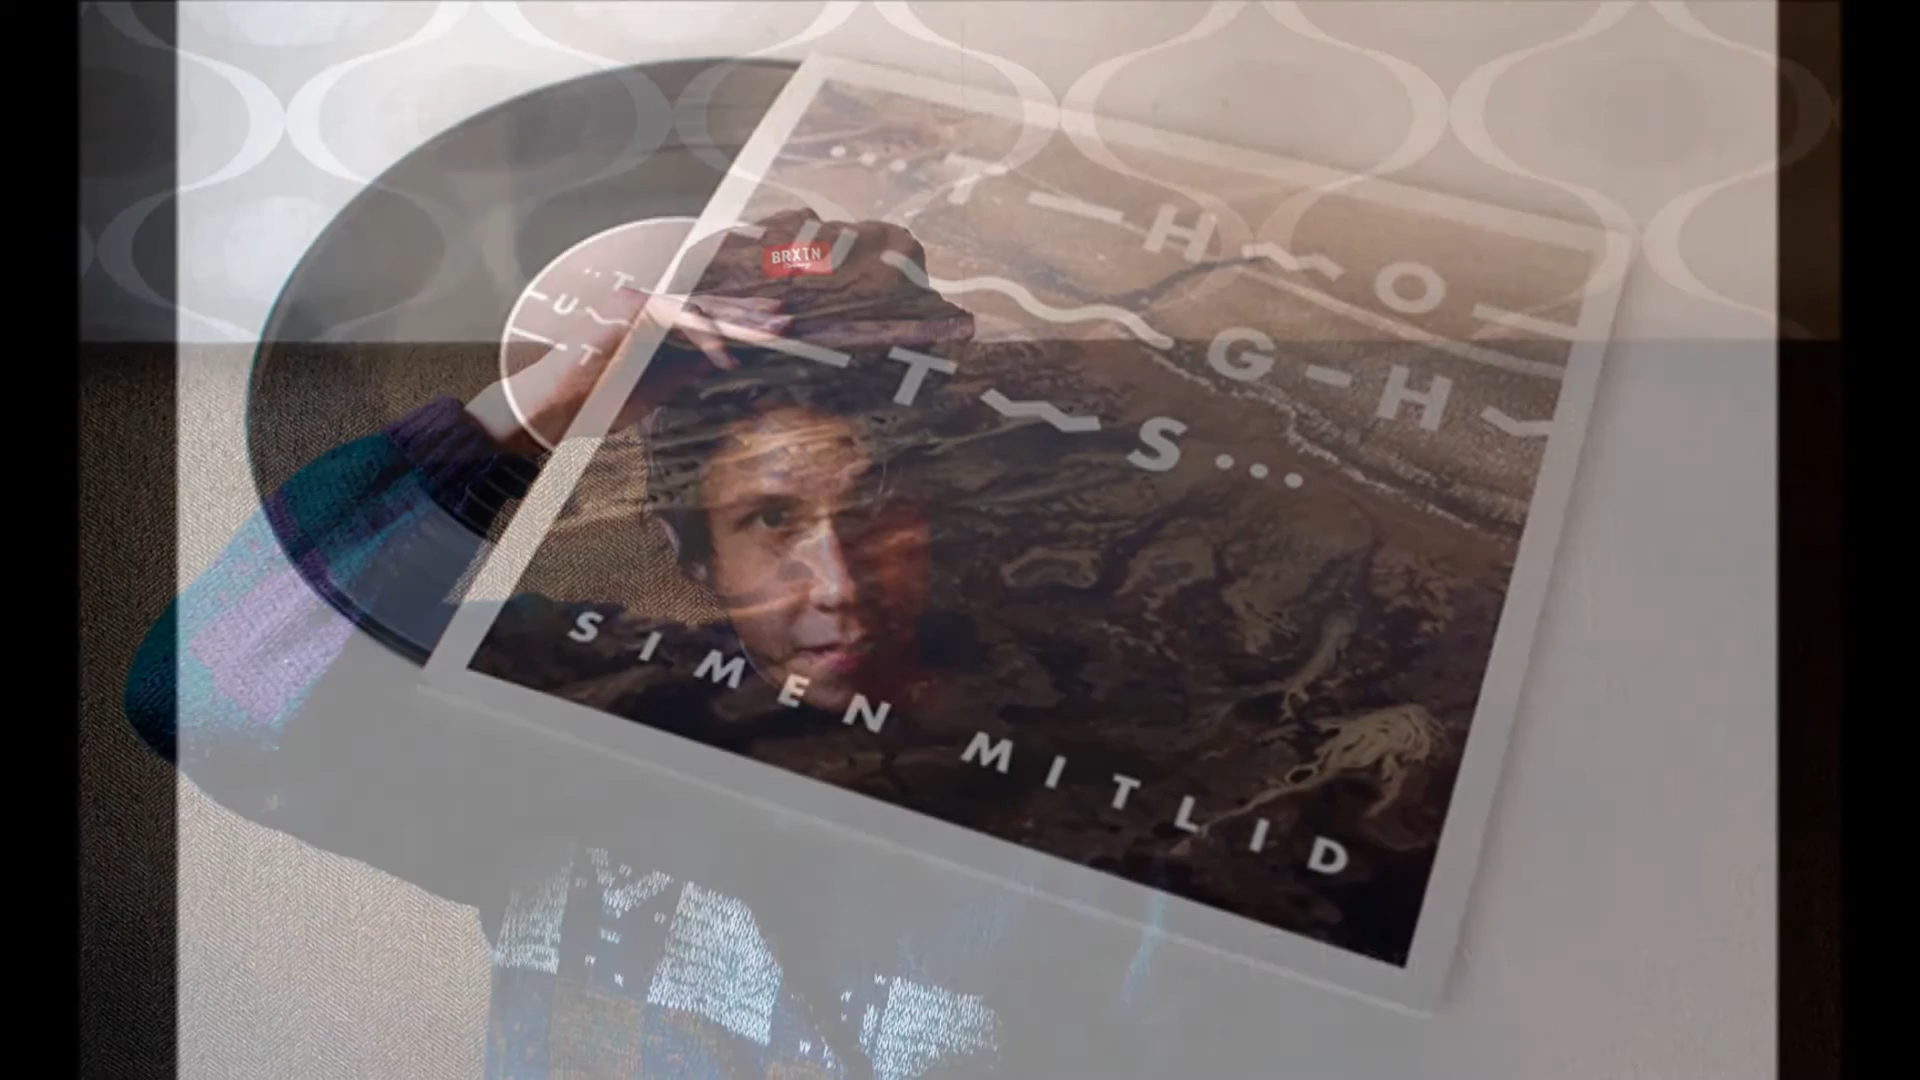 ...T–H~O–
U~G–H~
–T~S...
SIMEN MITLID
BRXTN
T
U~
T